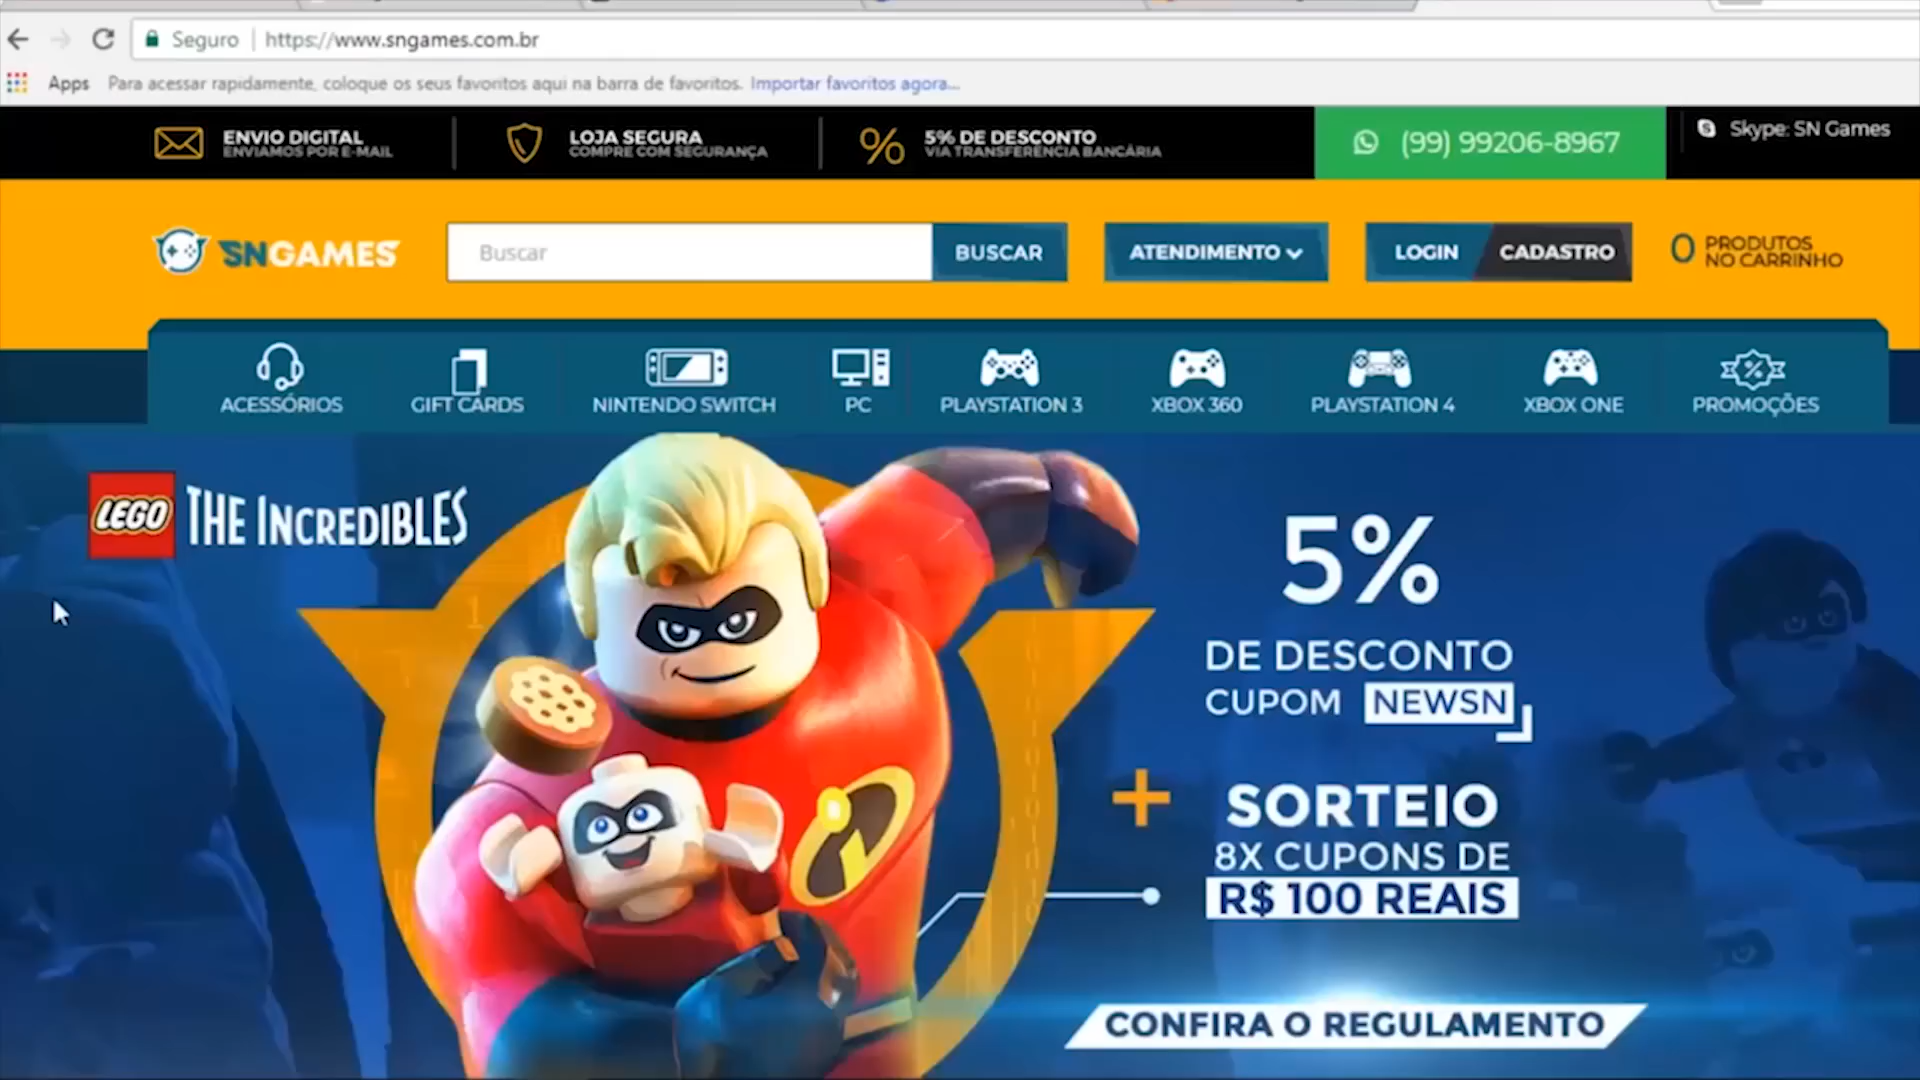 Seguro | https://www.sngames.com.br
Apps Para acessar rapidamente, coloque os seus favoritos aqui na barra de favoritos. Importar favoritos agora...
ENVIO DIGITAL
ENVIAMOS POR E-MAIL
LOJA SEGURA
COMPRE COM SEGURANÇA
% 5% DE DESCONTO
VIA TRANSFERÊNCIA BANCÁRIA
(99) 99206-8967
Skype: SN Games
SNGAMES
Buscar
BUSCAR
ATENDIMENTO
LOGIN
CADASTRO
0 PRODUTOS
NO CARRINHO
ACESSÓRIOS
GIFT CARDS
NINTENDO SWITCH
PC
PLAYSTATION 3
XBOX 360
PLAYSTATION 4
XBOX ONE
PROMOÇÕES
LEGO THE INCREDIBLES
5%
DE DESCONTO
CUPOM NEWSN
+ SORTEIO
8X CUPONS DE
R$ 100 REAIS
CONFIRA O REGULAMENTO